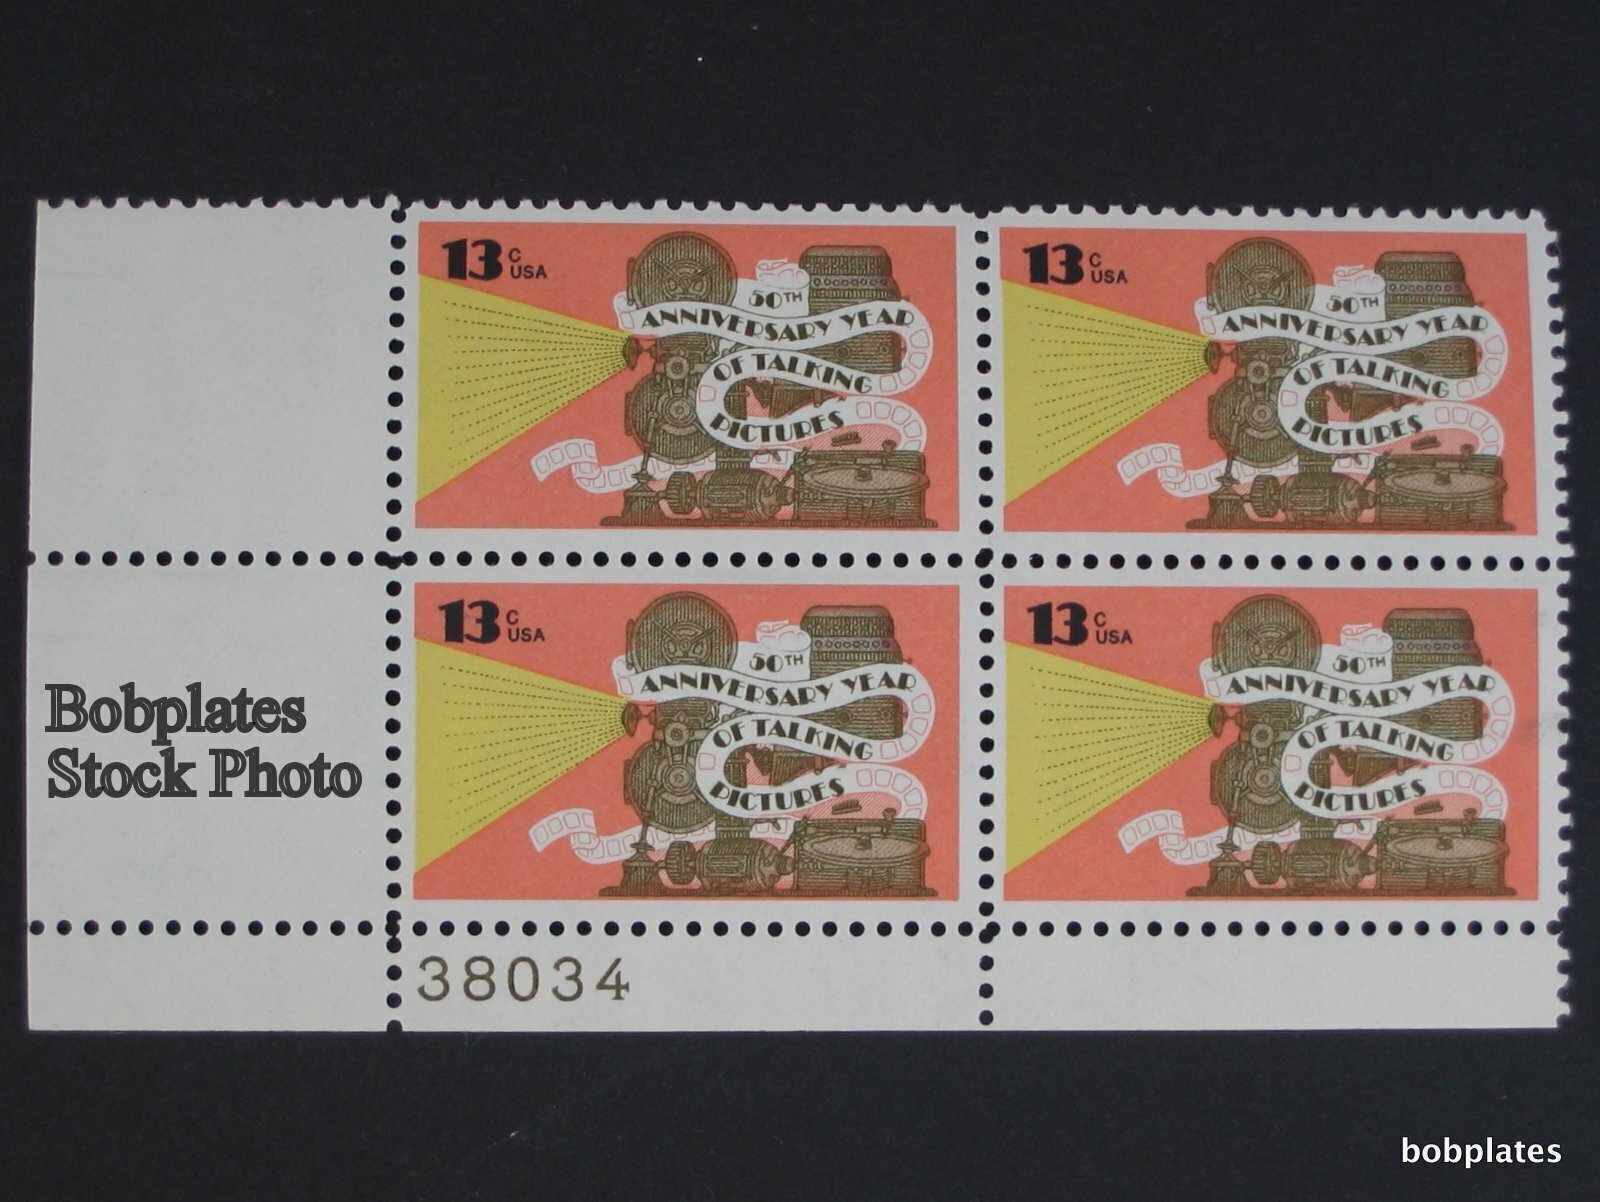 13 C
USA
50TH
ANNIVERSARY YEAR
OF TALKING
PICTURES
13 C
USA
50TH
ANNIVERSARY YEAR
OF TALKING
PICTURES
13 C
USA
50TH
ANNIVERSARY YEAR
OF TALKING
PICTURES
13 C
USA
50TH
ANNIVERSARY YEAR
OF TALKING
PICTURES
Bobplates
Stock Photo
38034
bobplates